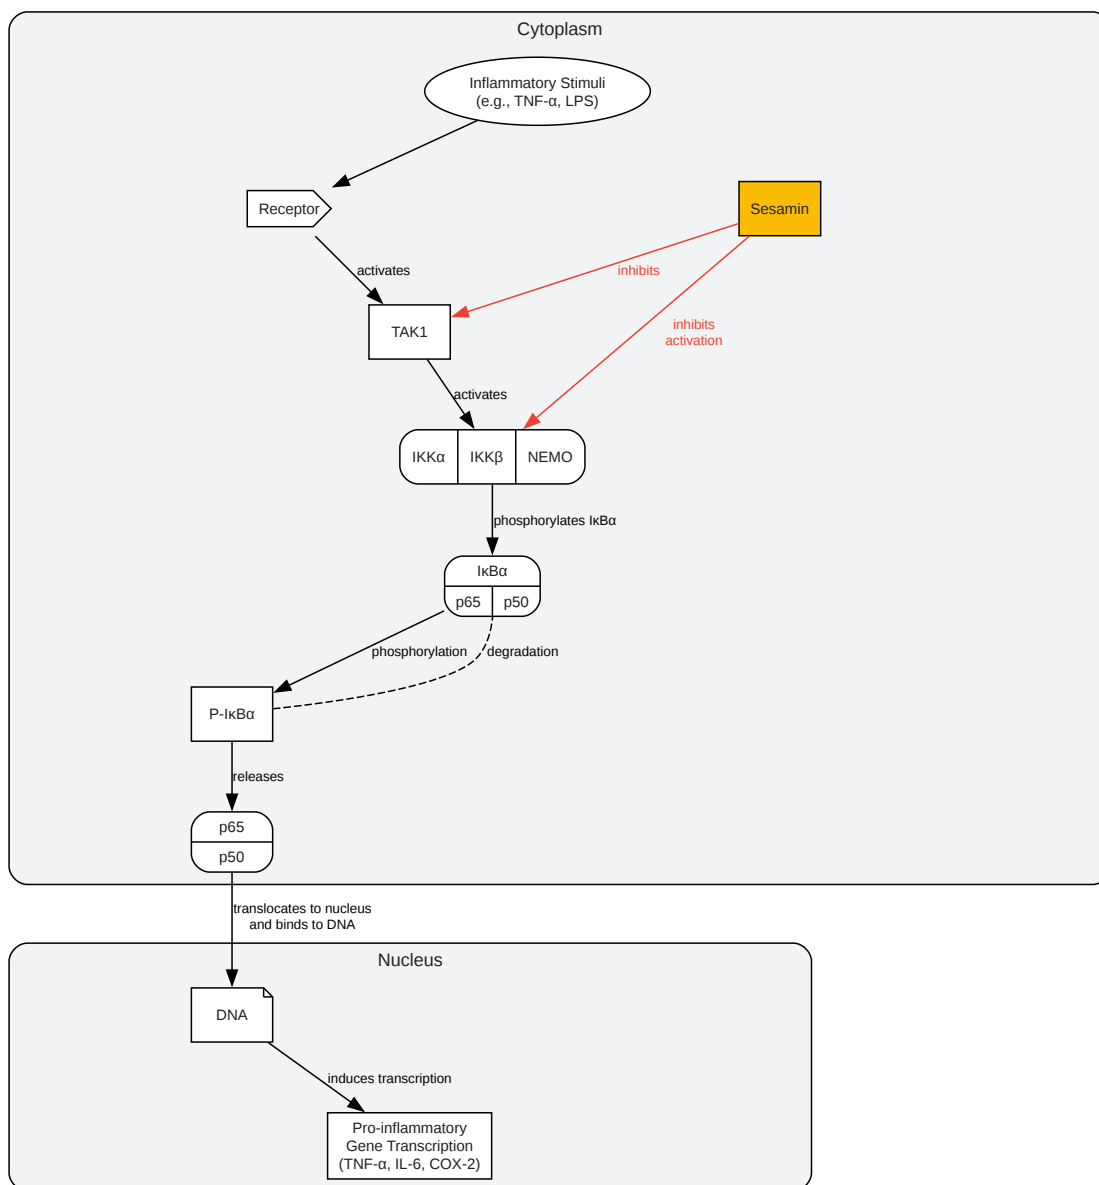 Cytoplasm
Inflammatory Stimuli
(e.g., TNF-α, LPS)
Receptor
Sesamin
activates
inhibits
TAK1
inhibits
activation
activates
IKKα
IKKβ
NEMO
phosphorylates IκBα
IκBα
p65
p50
phosphorylation
degradation
P-IκBα
releases
p65
p50
translocates to nucleus
and binds to DNA
Nucleus
DNA
induces transcription
Pro-inflammatory
Gene Transcription
(TNF-α, IL-6, COX-2)